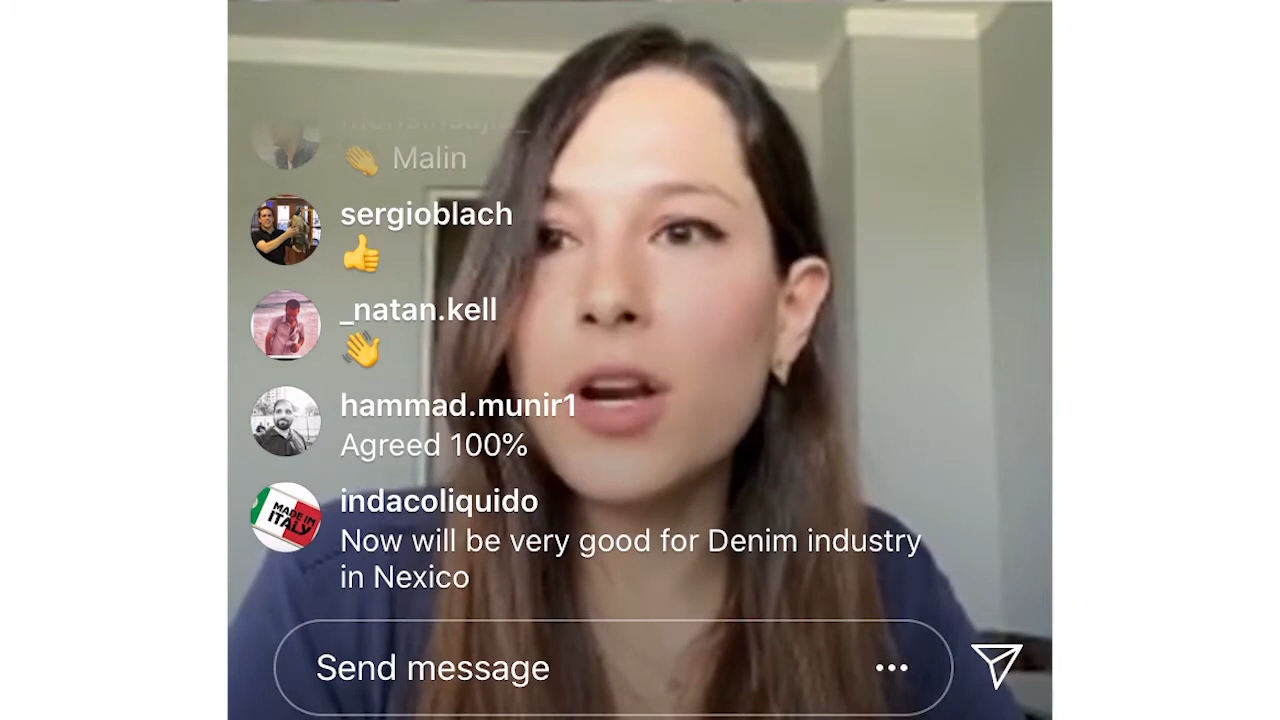 👏 Malin
sergioblach
👍
_natan.kell
👋
hammad.munir1
Agreed 100%
MADE IN
ITALY
indacoliquido
Now will be very good for Denim industry
in Nexico
Send message